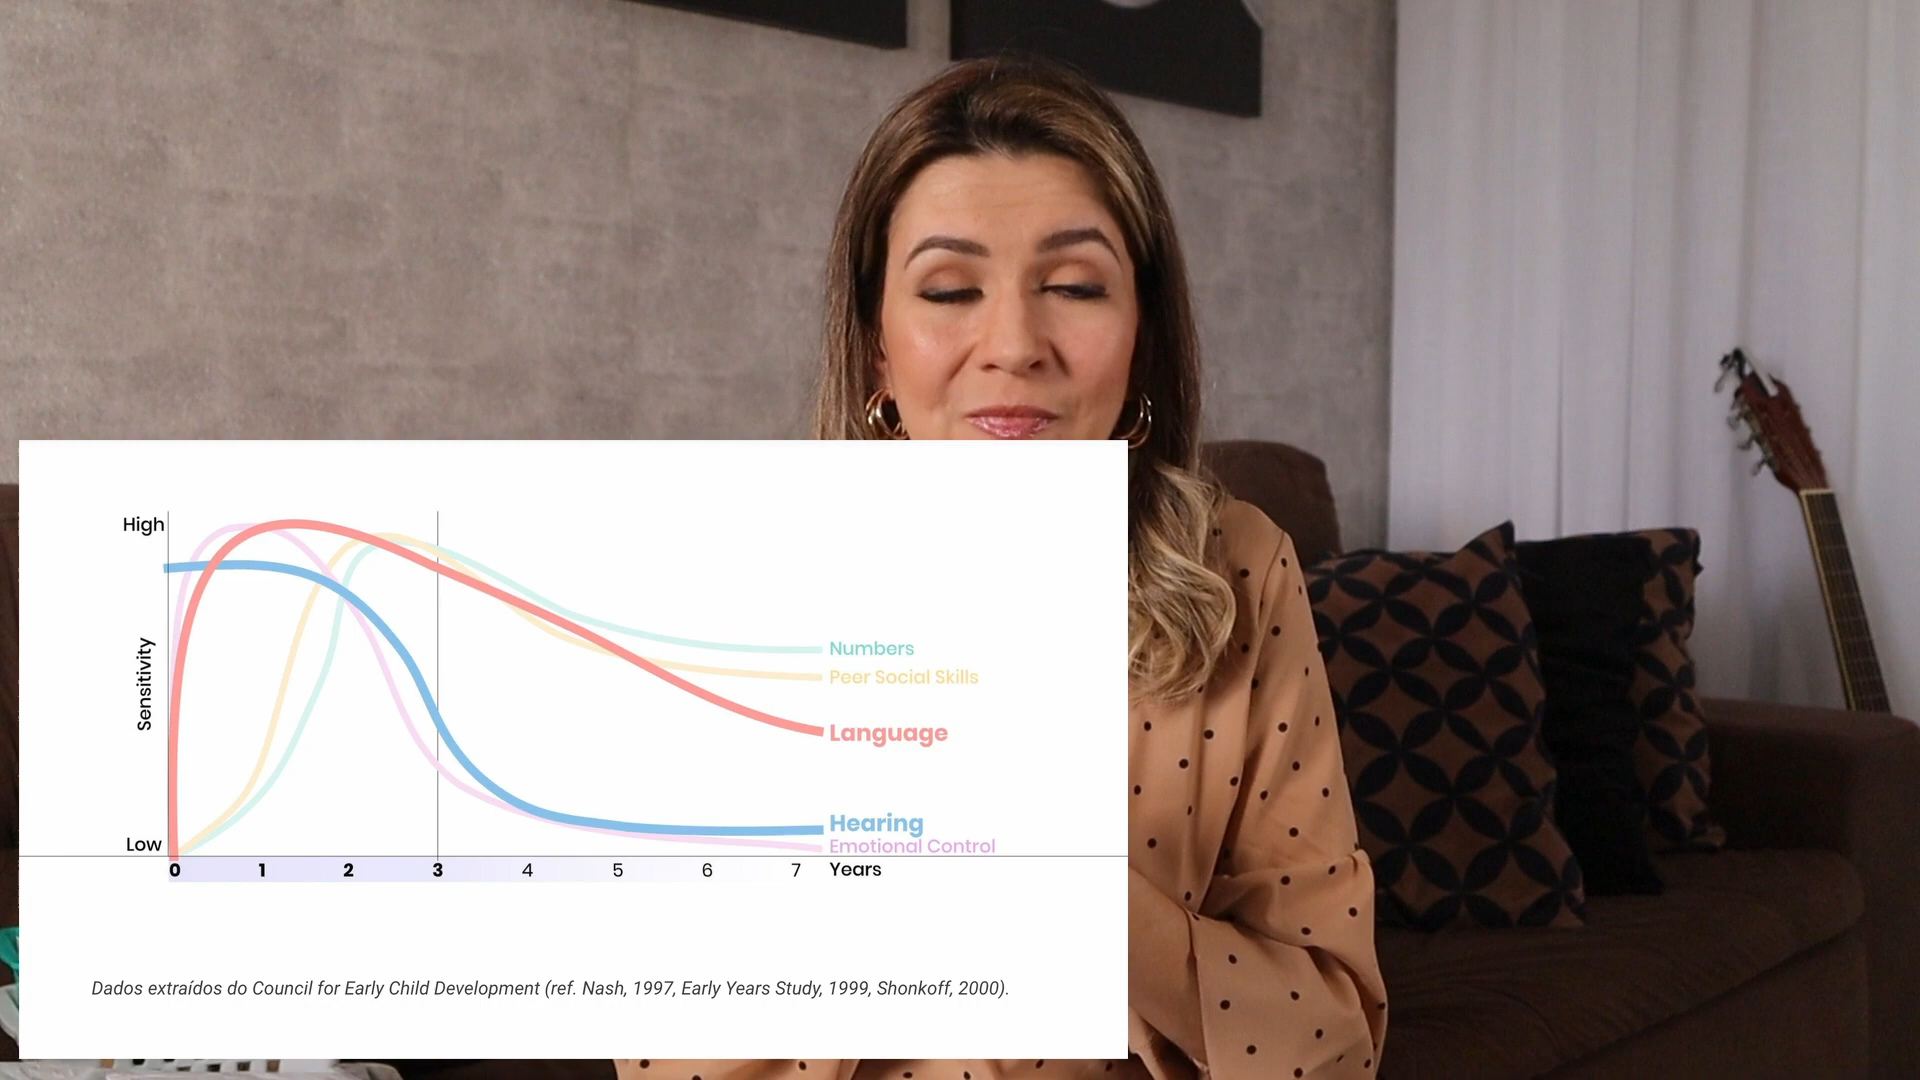 High
Sensitivity
Low
Numbers
Peer Social Skills
Language
Hearing
Emotional Control
0 1 2 3 4 5 6 7 Years
Dados extraídos do Council for Early Child Development (ref. Nash, 1997, Early Years Study, 1999, Shonkoff, 2000).